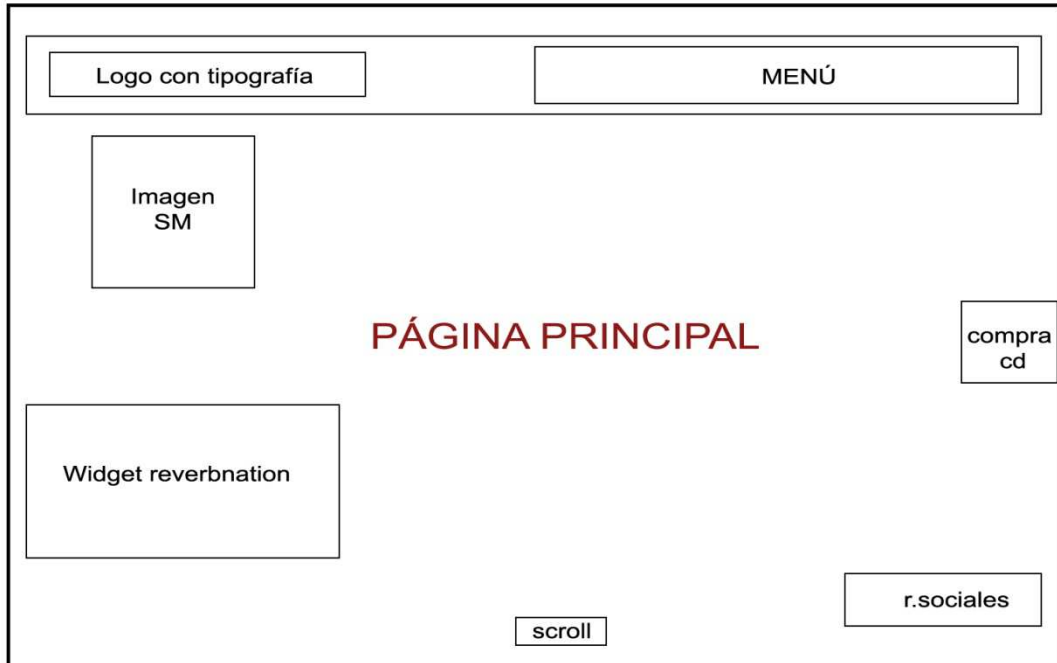 Logo con tipografía
MENÚ
Imagen
SM
PÁGINA PRINCIPAL
compra
cd
Widget reverbnation
r.sociales
scroll